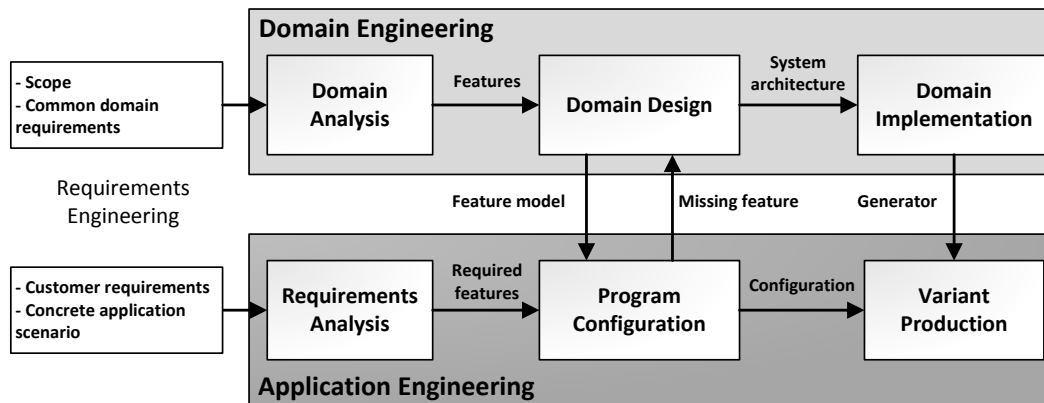 Domain Engineering
- Scope
- Common domain
requirements
Domain
Analysis
Features
Domain Design
System
architecture
Domain
Implementation
Requirements
Engineering
Feature model
Missing feature
Generator
- Customer requirements
- Concrete application
scenario
Requirements
Analysis
Required
features
Program
Configuration
Configuration
Variant
Production
Application Engineering